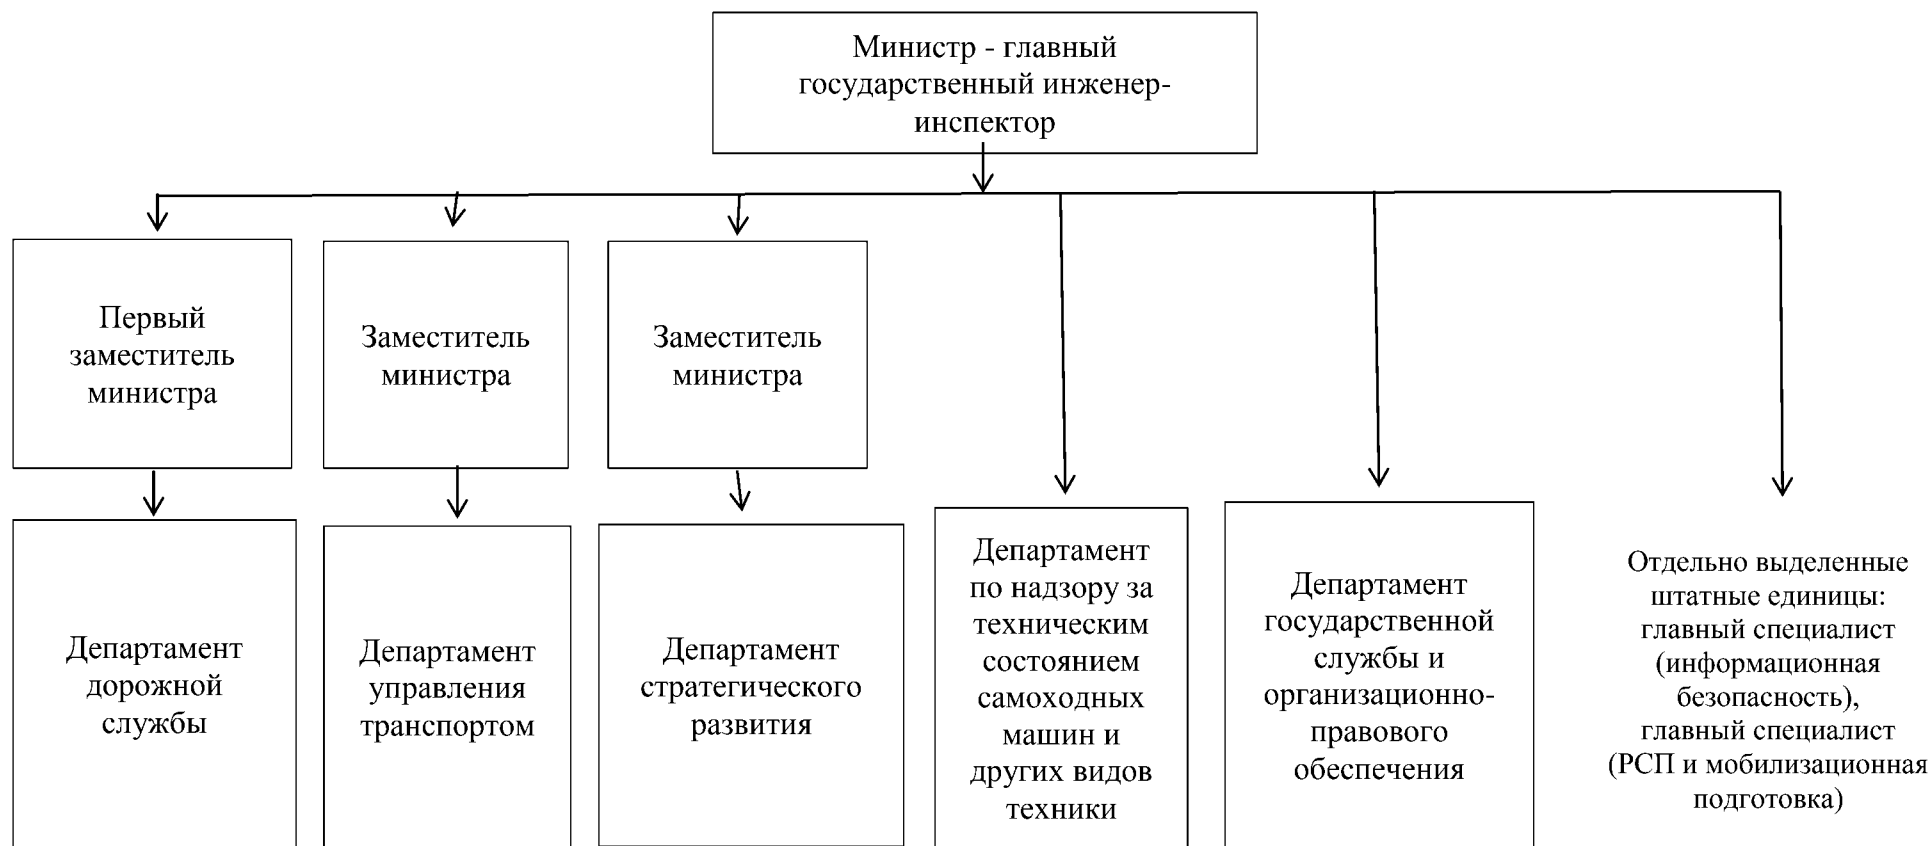 Министр - главный
государственный инженер-
инспектор
Первый
заместитель
министра
Заместитель
министра
Заместитель
министра
Департамент
дорожной
службы
Департамент
управления
транспортом
Департамент
стратегического
развития
Департамент
по надзору за
техническим
состоянием
самоходных
машин и
других видов
техники
Департамент
государственной
службы и
организационно-
правового
обеспечения
Отдельно выделенные
штатные единицы:
главный специалист
(информационная
безопасность),
главный специалист
(РСП и мобилизационная
подготовка)